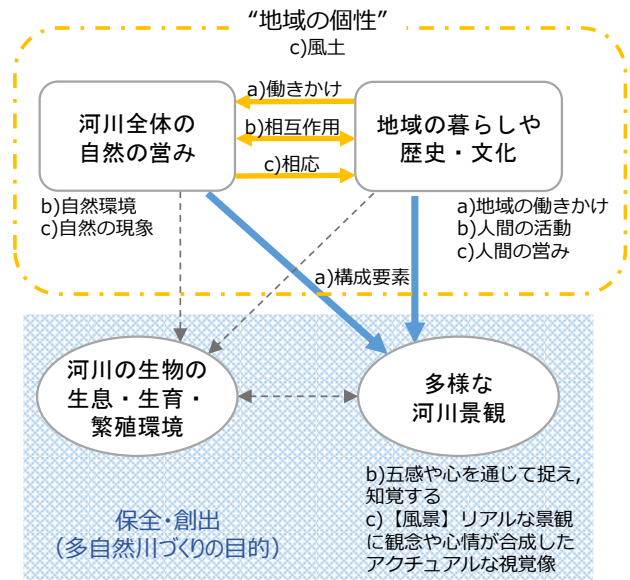 “地域の個性”
c)風土
河川全体の
自然の営み
a)働きかけ
b)相互作用
c)相応
地域の暮らしや
歴史・文化
b)自然環境
c)自然の現象
a)地域の働きかけ
b)人間の活動
c)人間の営み
a)構成要素
河川の生物の
生息・生育・
繁殖環境
多様な
河川景観
b)五感や心を通じて捉え,
知覚する
c)【風景】リアルな景観
に観念や心情が合成した
アクチュアルな視覚像
保全・創出
(多自然川づくりの目的)